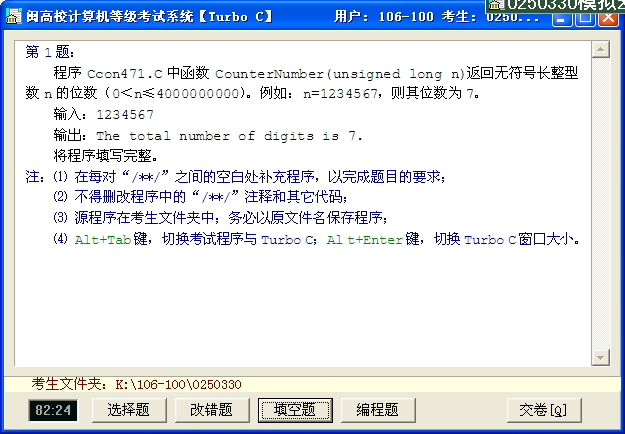 闽高校计算机等级考试系统【Turbo C】 用户: 106-100 考生: 0250...
0250330模拟
第 1 题:
程序 Ccon471.C 中函数 CounterNumber(unsigned long n)返回无符号长整型
数 n 的位数 (0＜n≤4000000000)。例如: n=1234567, 则其位数为 7。
输入: 1234567
输出: The total number of digits is 7.
将程序填写完整。
注: ⑴ 在每对“/**/”之间的空白处补充程序, 以完成题目的要求;
⑵ 不得删改程序中的“/**/”注释和其它代码;
⑶ 源程序在考生文件夹中; 务必以原文件名保存程序;
⑷ Alt+Tab 键, 切换考试程序与 Turbo C; Alt+Enter 键, 切换 Turbo C 窗口大小。
考生文件夹: K:\106-100\0250330
82:24 选择题 改错题 填空题 编程题 交卷[Q]